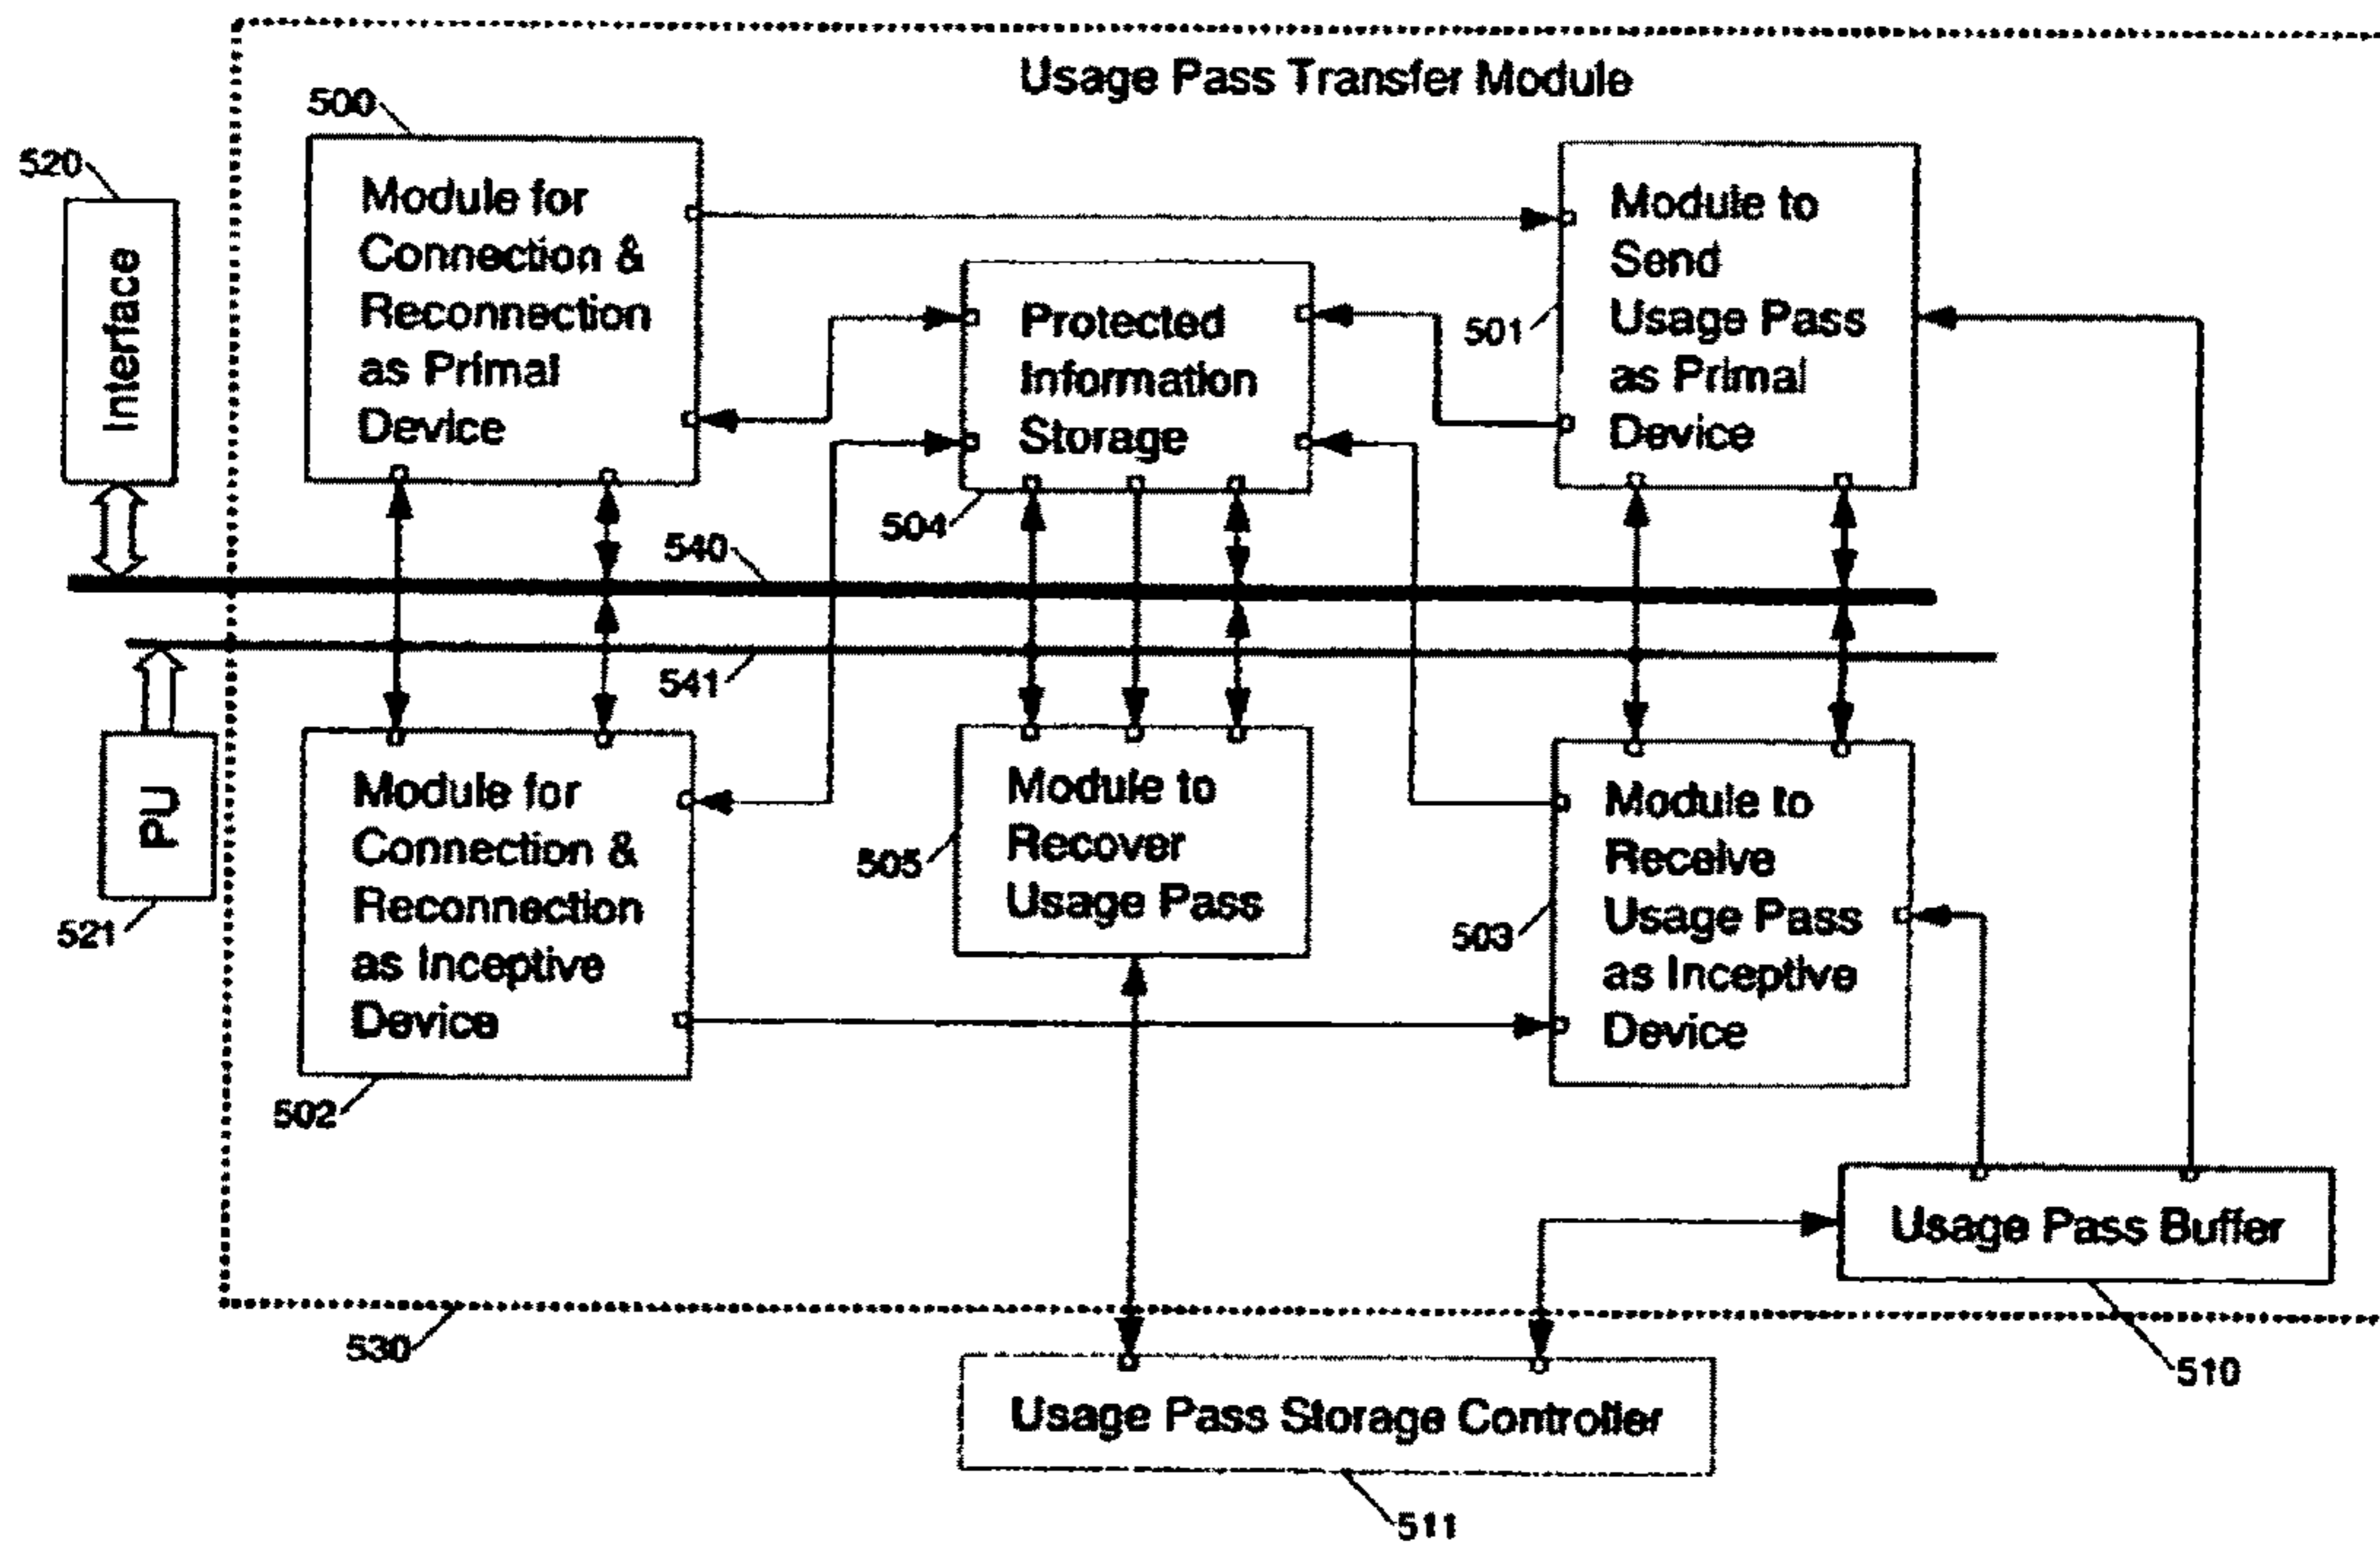 Usage Pass Transfer Module
500
520
Interface
Module for
Connection &
Reconnection
as Primal
Device
Protected
Information
Storage
504
501
Module to
Send
Usage Pass
as Primal
Device
540
541
PU
521
Module for
Connection &
Reconnection
as Inceptive
Device
502
505
Module to
Recover
Usage Pass
503
Module to
Receive
Usage Pass
as Inceptive
Device
Usage Pass Buffer
510
530
Usage Pass Storage Controller
511